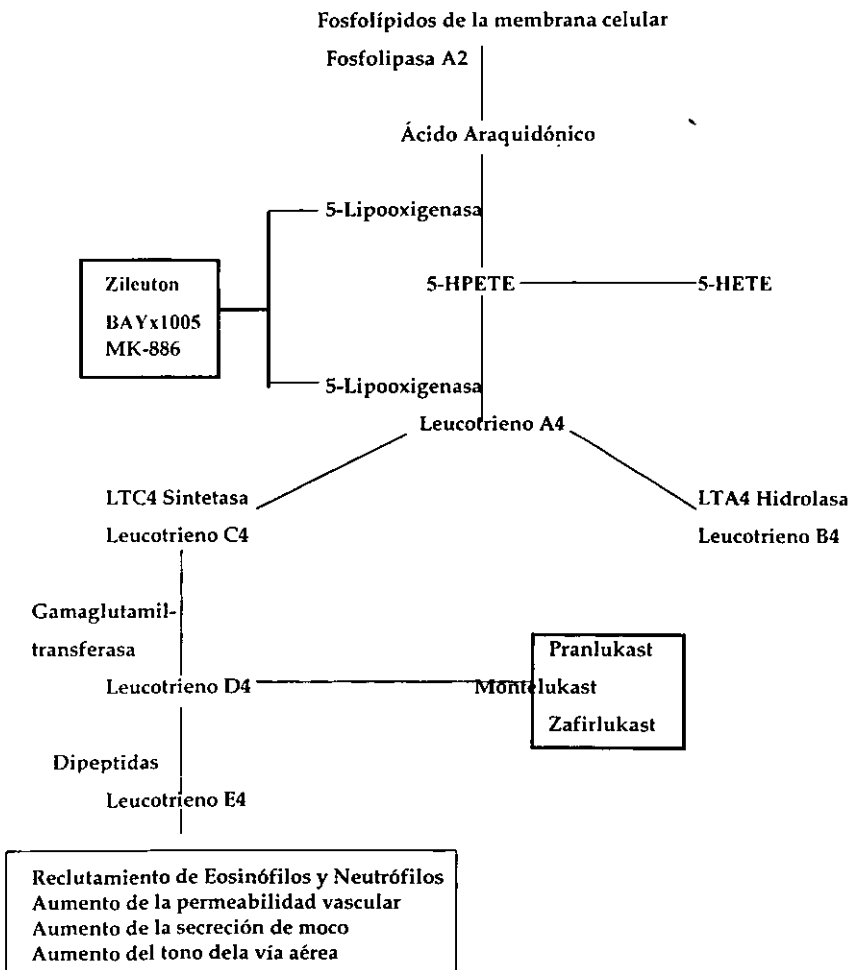 Fosfolípidos de la membrana celular
Fosfolipasa A2
Ácido Araquidónico
5-Lipooxigenasa
Zileuton
BAYx1005
MK-886
5-HPETE
5-HETE
5-Lipooxigenasa
Leucotrieno A4
LTC4 Sintetasa
LTA4 Hidrolasa
Leucotrieno C4
Leucotrieno B4
Gamaglutamil-
transferasa
Leucotrieno D4
Pranlukast
Montelukast
Zafirlukast
Dipeptidas
Leucotrieno E4
Reclutamiento de Eosinófilos y Neutrófilos
Aumento de la permeabilidad vascular
Aumento de la secreción de moco
Aumento del tono dela vía aérea